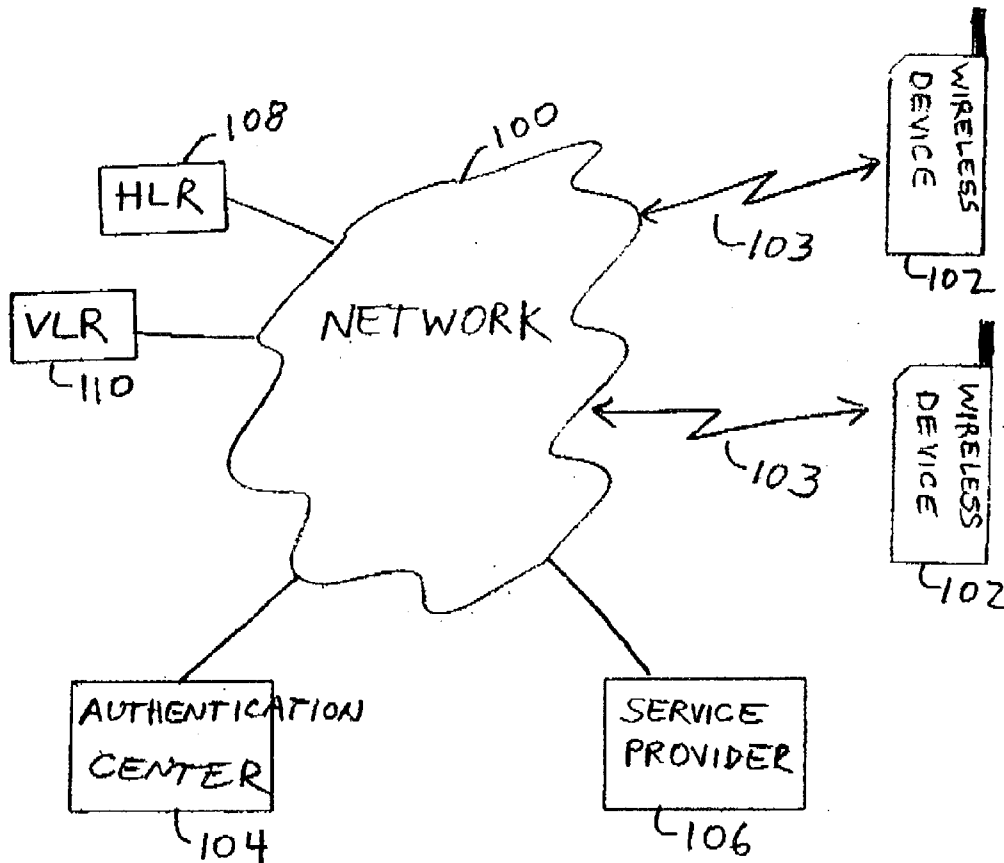 108
HLR
100
VLR
110
NETWORK
103
WIRELESS
DEVICE
102
103
WIRELESS
DEVICE
102
AUTHENTICATION
CENTER
104
SERVICE
PROVIDER
106